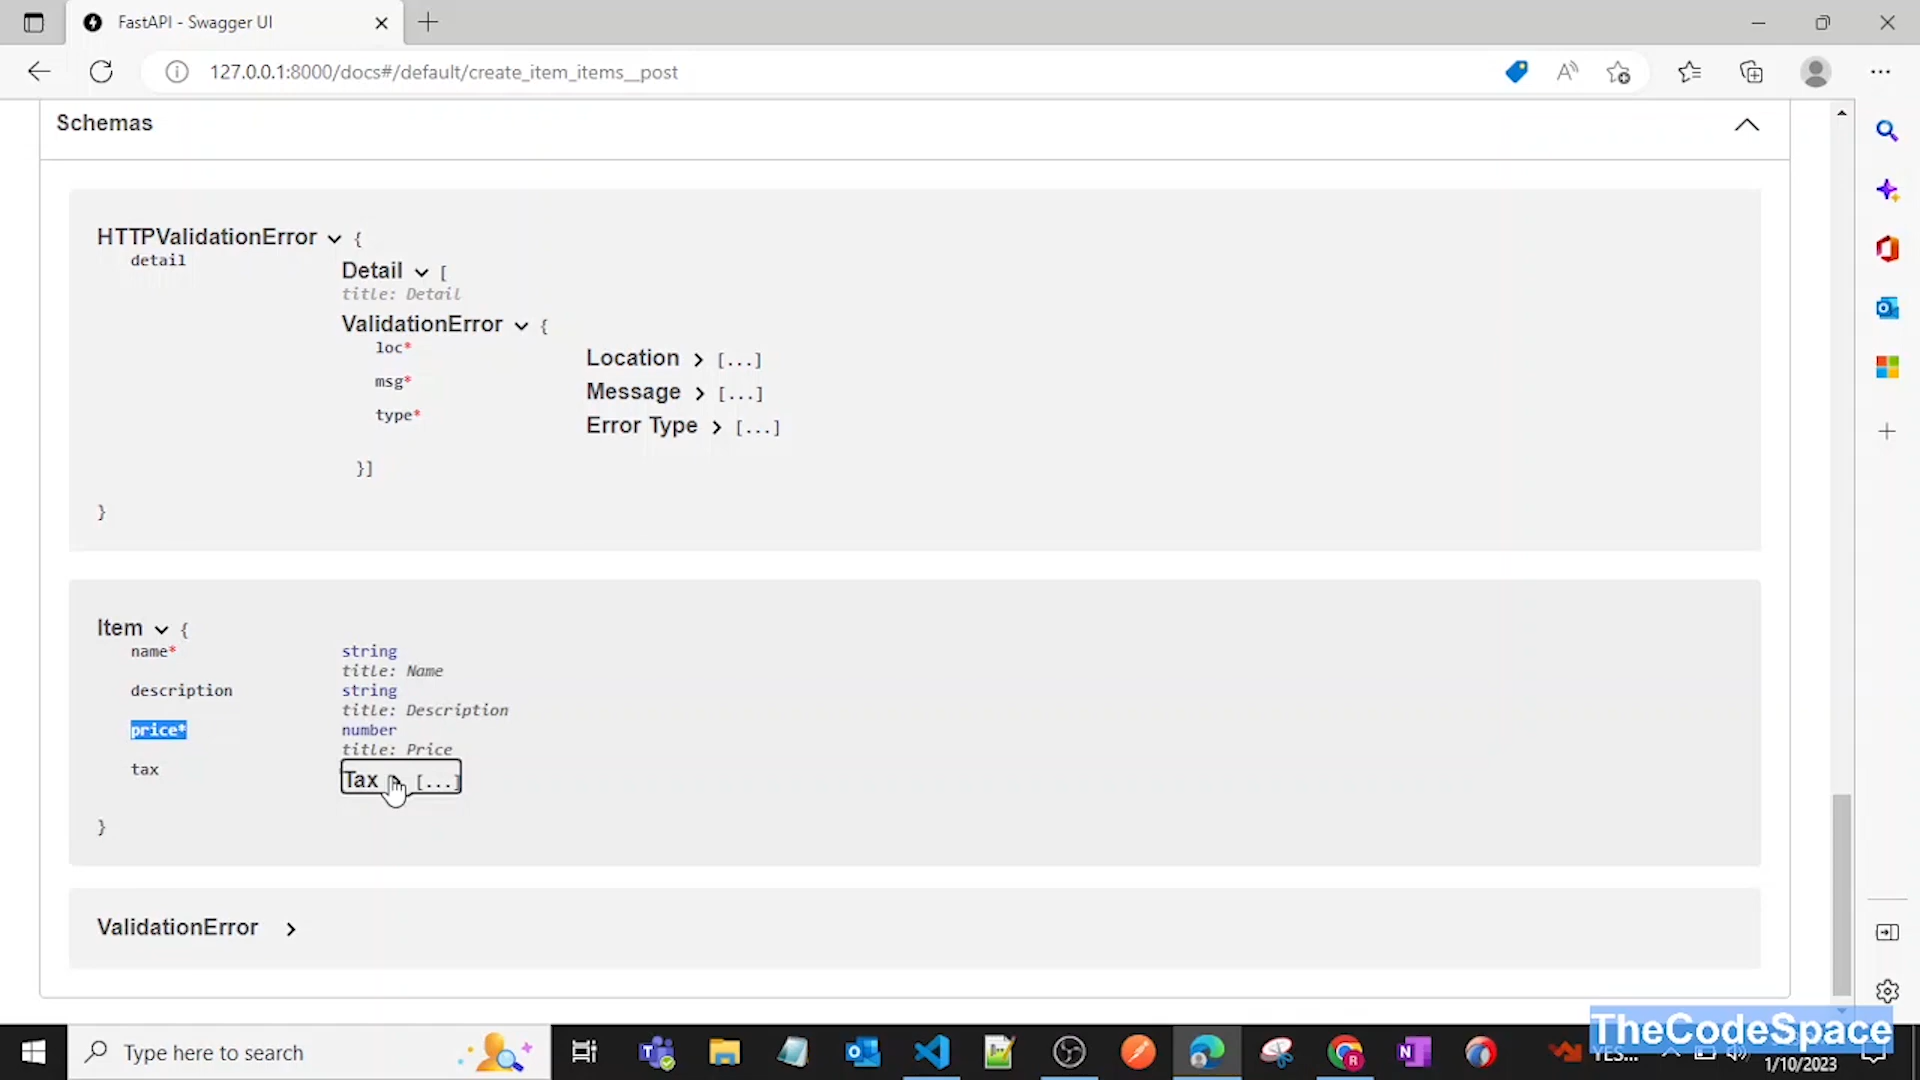 FastAPI - Swagger UI
127.0.0.1:8000/docs#/default/create_item_items__post
Schemas
HTTPValidationError {
detail
Detail [
title: Detail
ValidationError {
loc*
Location [...]
msg*
Message [...]
type*
Error Type [...]
}]
}
Item {
name*
string
title: Name
description
string
title: Description
price*
number
title: Price
tax
Tax [...]
}
ValidationError
TheCodeSpace
Type here to search
YES...
1/10/2023